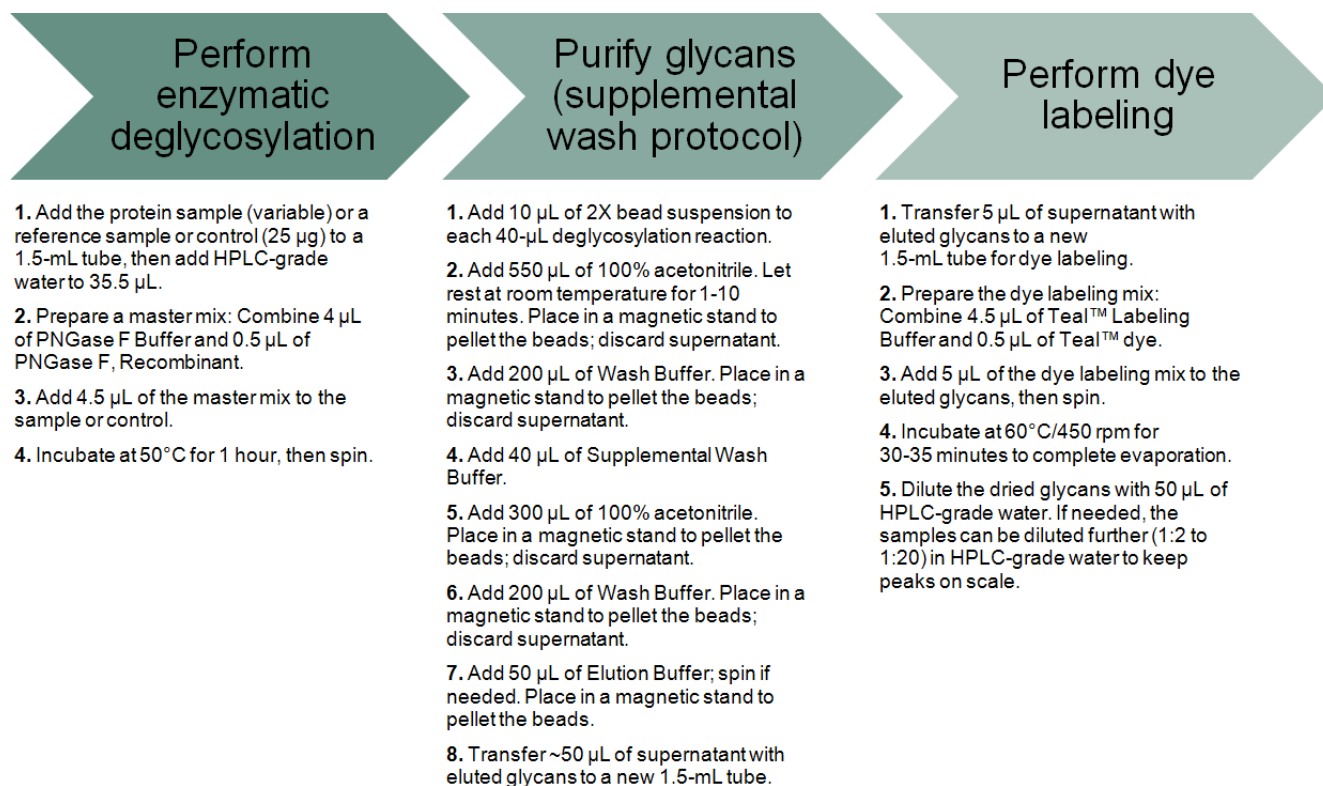 Perform
enzymatic
deglycosylation
1. Add the protein sample (variable) or a
reference sample or control (25 µg) to a
1.5-mL tube, then add HPLC-grade
water to 35.5 µL.
2. Prepare a master mix: Combine 4 µL
of PNGase F Buffer and 0.5 µL of
PNGase F, Recombinant.
3. Add 4.5 µL of the master mix to the
sample or control.
4. Incubate at 50°C for 1 hour, then spin.
Purify glycans
(supplemental
wash protocol)
1. Add 10 µL of 2X bead suspension to
each 40-µL deglycosylation reaction.
2. Add 550 µL of 100% acetonitrile. Let
rest at room temperature for 1-10
minutes. Place in a magnetic stand to
pellet the beads; discard supernatant.
3. Add 200 µL of Wash Buffer. Place in a
magnetic stand to pellet the beads;
discard supernatant.
4. Add 40 µL of Supplemental Wash
Buffer.
5. Add 300 µL of 100% acetonitrile.
Place in a magnetic stand to pellet the
beads; discard supernatant.
6. Add 200 µL of Wash Buffer. Place in a
magnetic stand to pellet the beads;
discard supernatant.
7. Add 50 µL of Elution Buffer; spin if
needed. Place in a magnetic stand to
pellet the beads.
8. Transfer ~50 µL of supernatant with
eluted glycans to a new 1.5-mL tube.
Perform dye
labeling
1. Transfer 5 µL of supernatant with
eluted glycans to a new
1.5-mL tube for dye labeling.
2. Prepare the dye labeling mix:
Combine 4.5 µL of Teal™ Labeling
Buffer and 0.5 µL of Teal™ dye.
3. Add 5 µL of the dye labeling mix to the
eluted glycans, then spin.
4. Incubate at 60°C/450 rpm for
30-35 minutes to complete evaporation.
5. Dilute the dried glycans with 50 µL of
HPLC-grade water. If needed, the
samples can be diluted further (1:2 to
1:20) in HPLC-grade water to keep
peaks on scale.